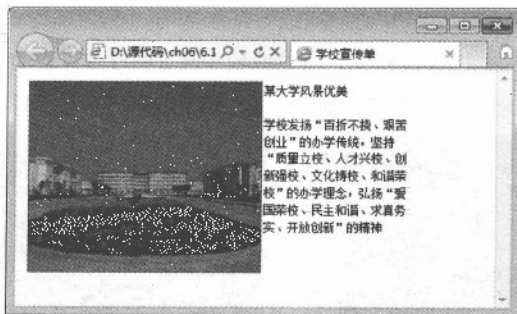 D:\源代码\ch06\6.1
学校宣传单
某大学风景优美
学校发扬“百折不挠、艰苦
创业”的办学传统，坚持
“质量立校、人才兴校、创
新强校、文化铸校、和谐荣
校”的办学理念，弘扬“爱
国荣校、民主和谐、求真务
实、开放创新”的精神